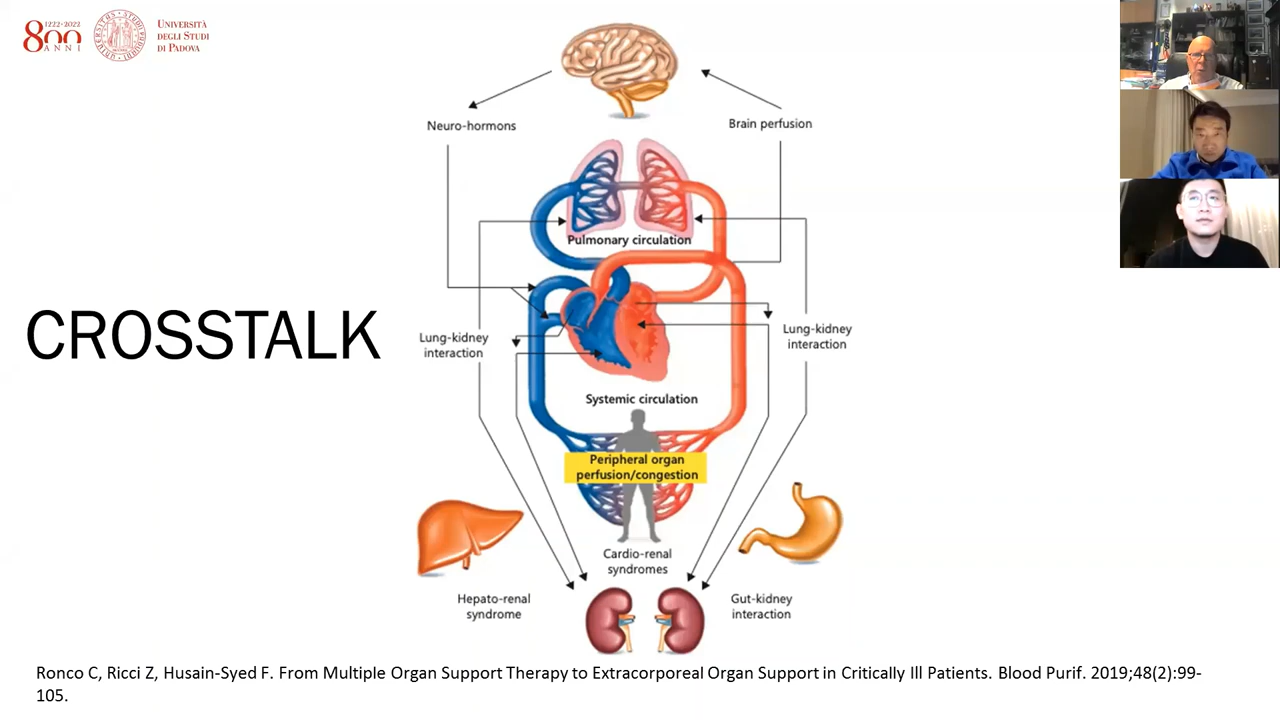 1222-2022
800
ANNI
UNIVERSITÀ
DEGLI STUDI
DI PADOVA
Neuro-hormons
Brain perfusion
Pulmonary circulation
CROSSTALK
Lung-kidney
interaction
Lung-kidney
interaction
Systemic circulation
Peripheral organ
perfusion/congestion
Cardio-renal
syndromes
Hepato-renal
syndrome
Gut-kidney
interaction
Ronco C, Ricci Z, Husain-Syed F. From Multiple Organ Support Therapy to Extracorporeal Organ Support in Critically Ill Patients. Blood Purif. 2019;48(2):99-
105.